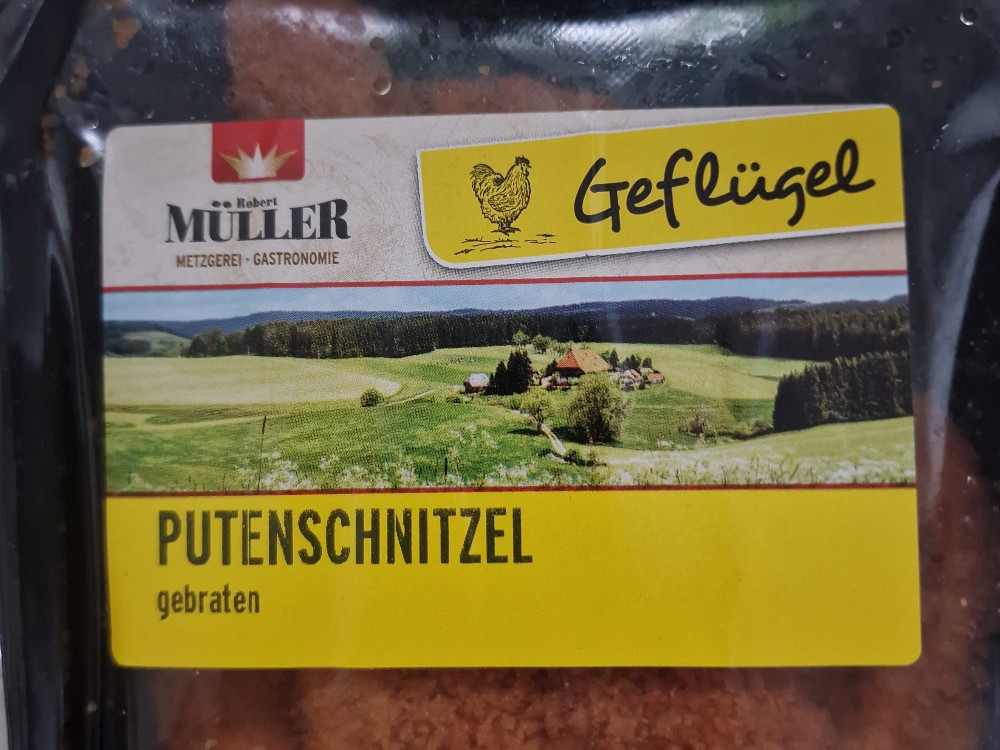 Robert
MÜLLER
METZGEREI · GASTRONOMIE
Geflügel
PUTENSCHNITZEL
gebraten